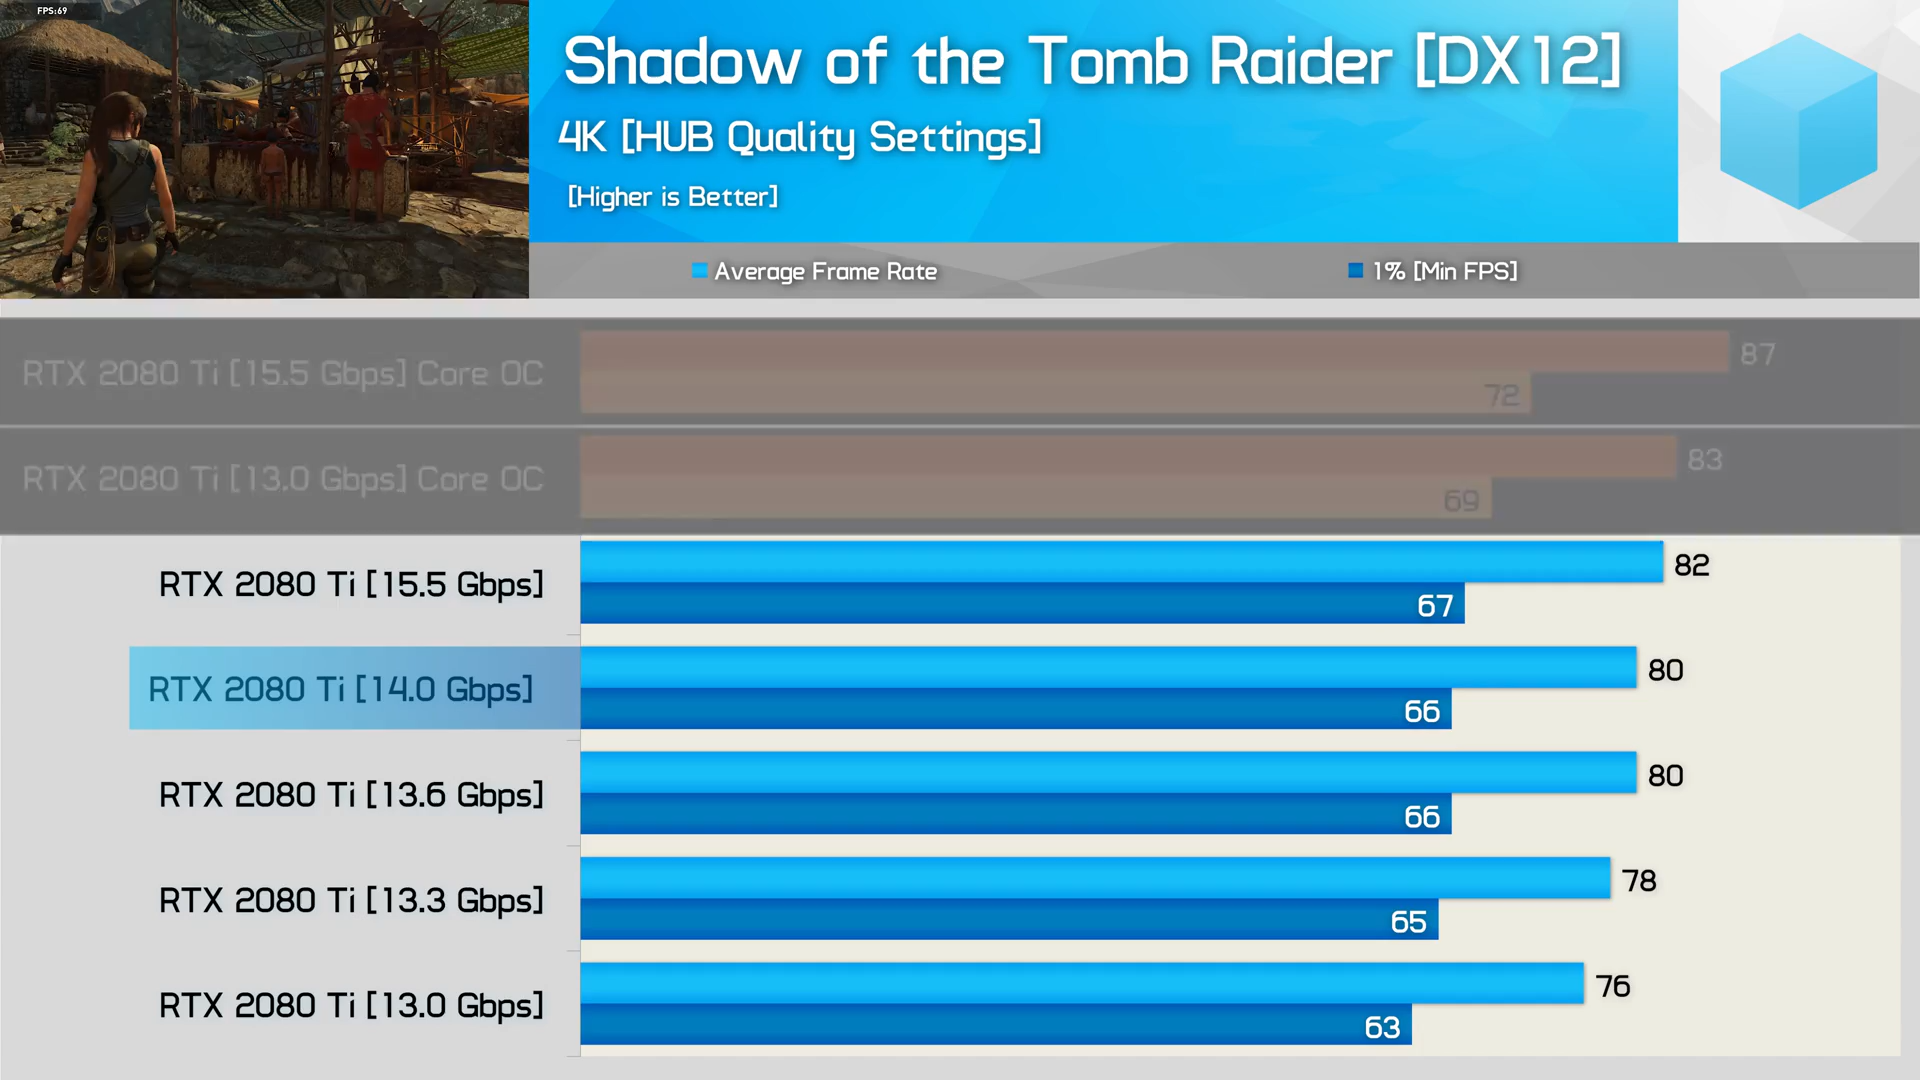 FPS:69
Shadow of the Tomb Raider [DX12]
4K [HUB Quality Settings]
[Higher is Better]
Average Frame Rate
1% [Min FPS]
RTX 2080 Ti [15.5 Gbps] Core OC
87
72
RTX 2080 Ti [13.0 Gbps] Core OC
83
69
RTX 2080 Ti [15.5 Gbps]
82
67
RTX 2080 Ti [14.0 Gbps]
80
66
RTX 2080 Ti [13.6 Gbps]
80
66
RTX 2080 Ti [13.3 Gbps]
78
65
RTX 2080 Ti [13.0 Gbps]
76
63